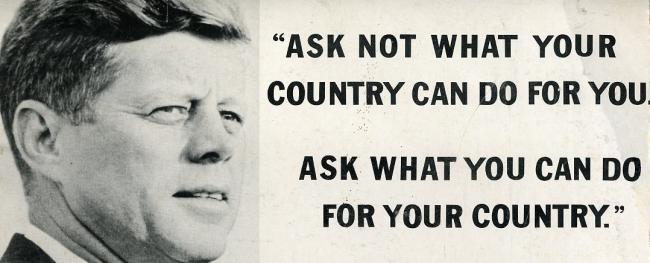 “ASK NOT WHAT YOUR
COUNTRY CAN DO FOR YOU.
ASK WHAT YOU CAN DO
FOR YOUR COUNTRY.”